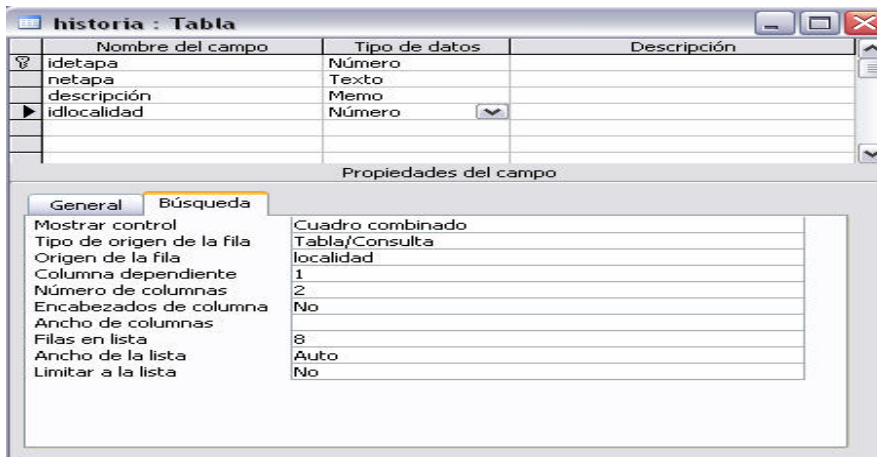 historia : Tabla
Nombre del campo Tipo de datos Descripción
idetapa Número
netapa Texto
descripción Memo
idlocalidad Número
Propiedades del campo
General Búsqueda
Mostrar control Cuadro combinado
Tipo de origen de la fila Tabla/Consulta
Origen de la fila localidad
Columna dependiente 1
Número de columnas 2
Encabezados de columna No
Ancho de columnas
Filas en lista 8
Ancho de la lista Auto
Limitar a la lista No